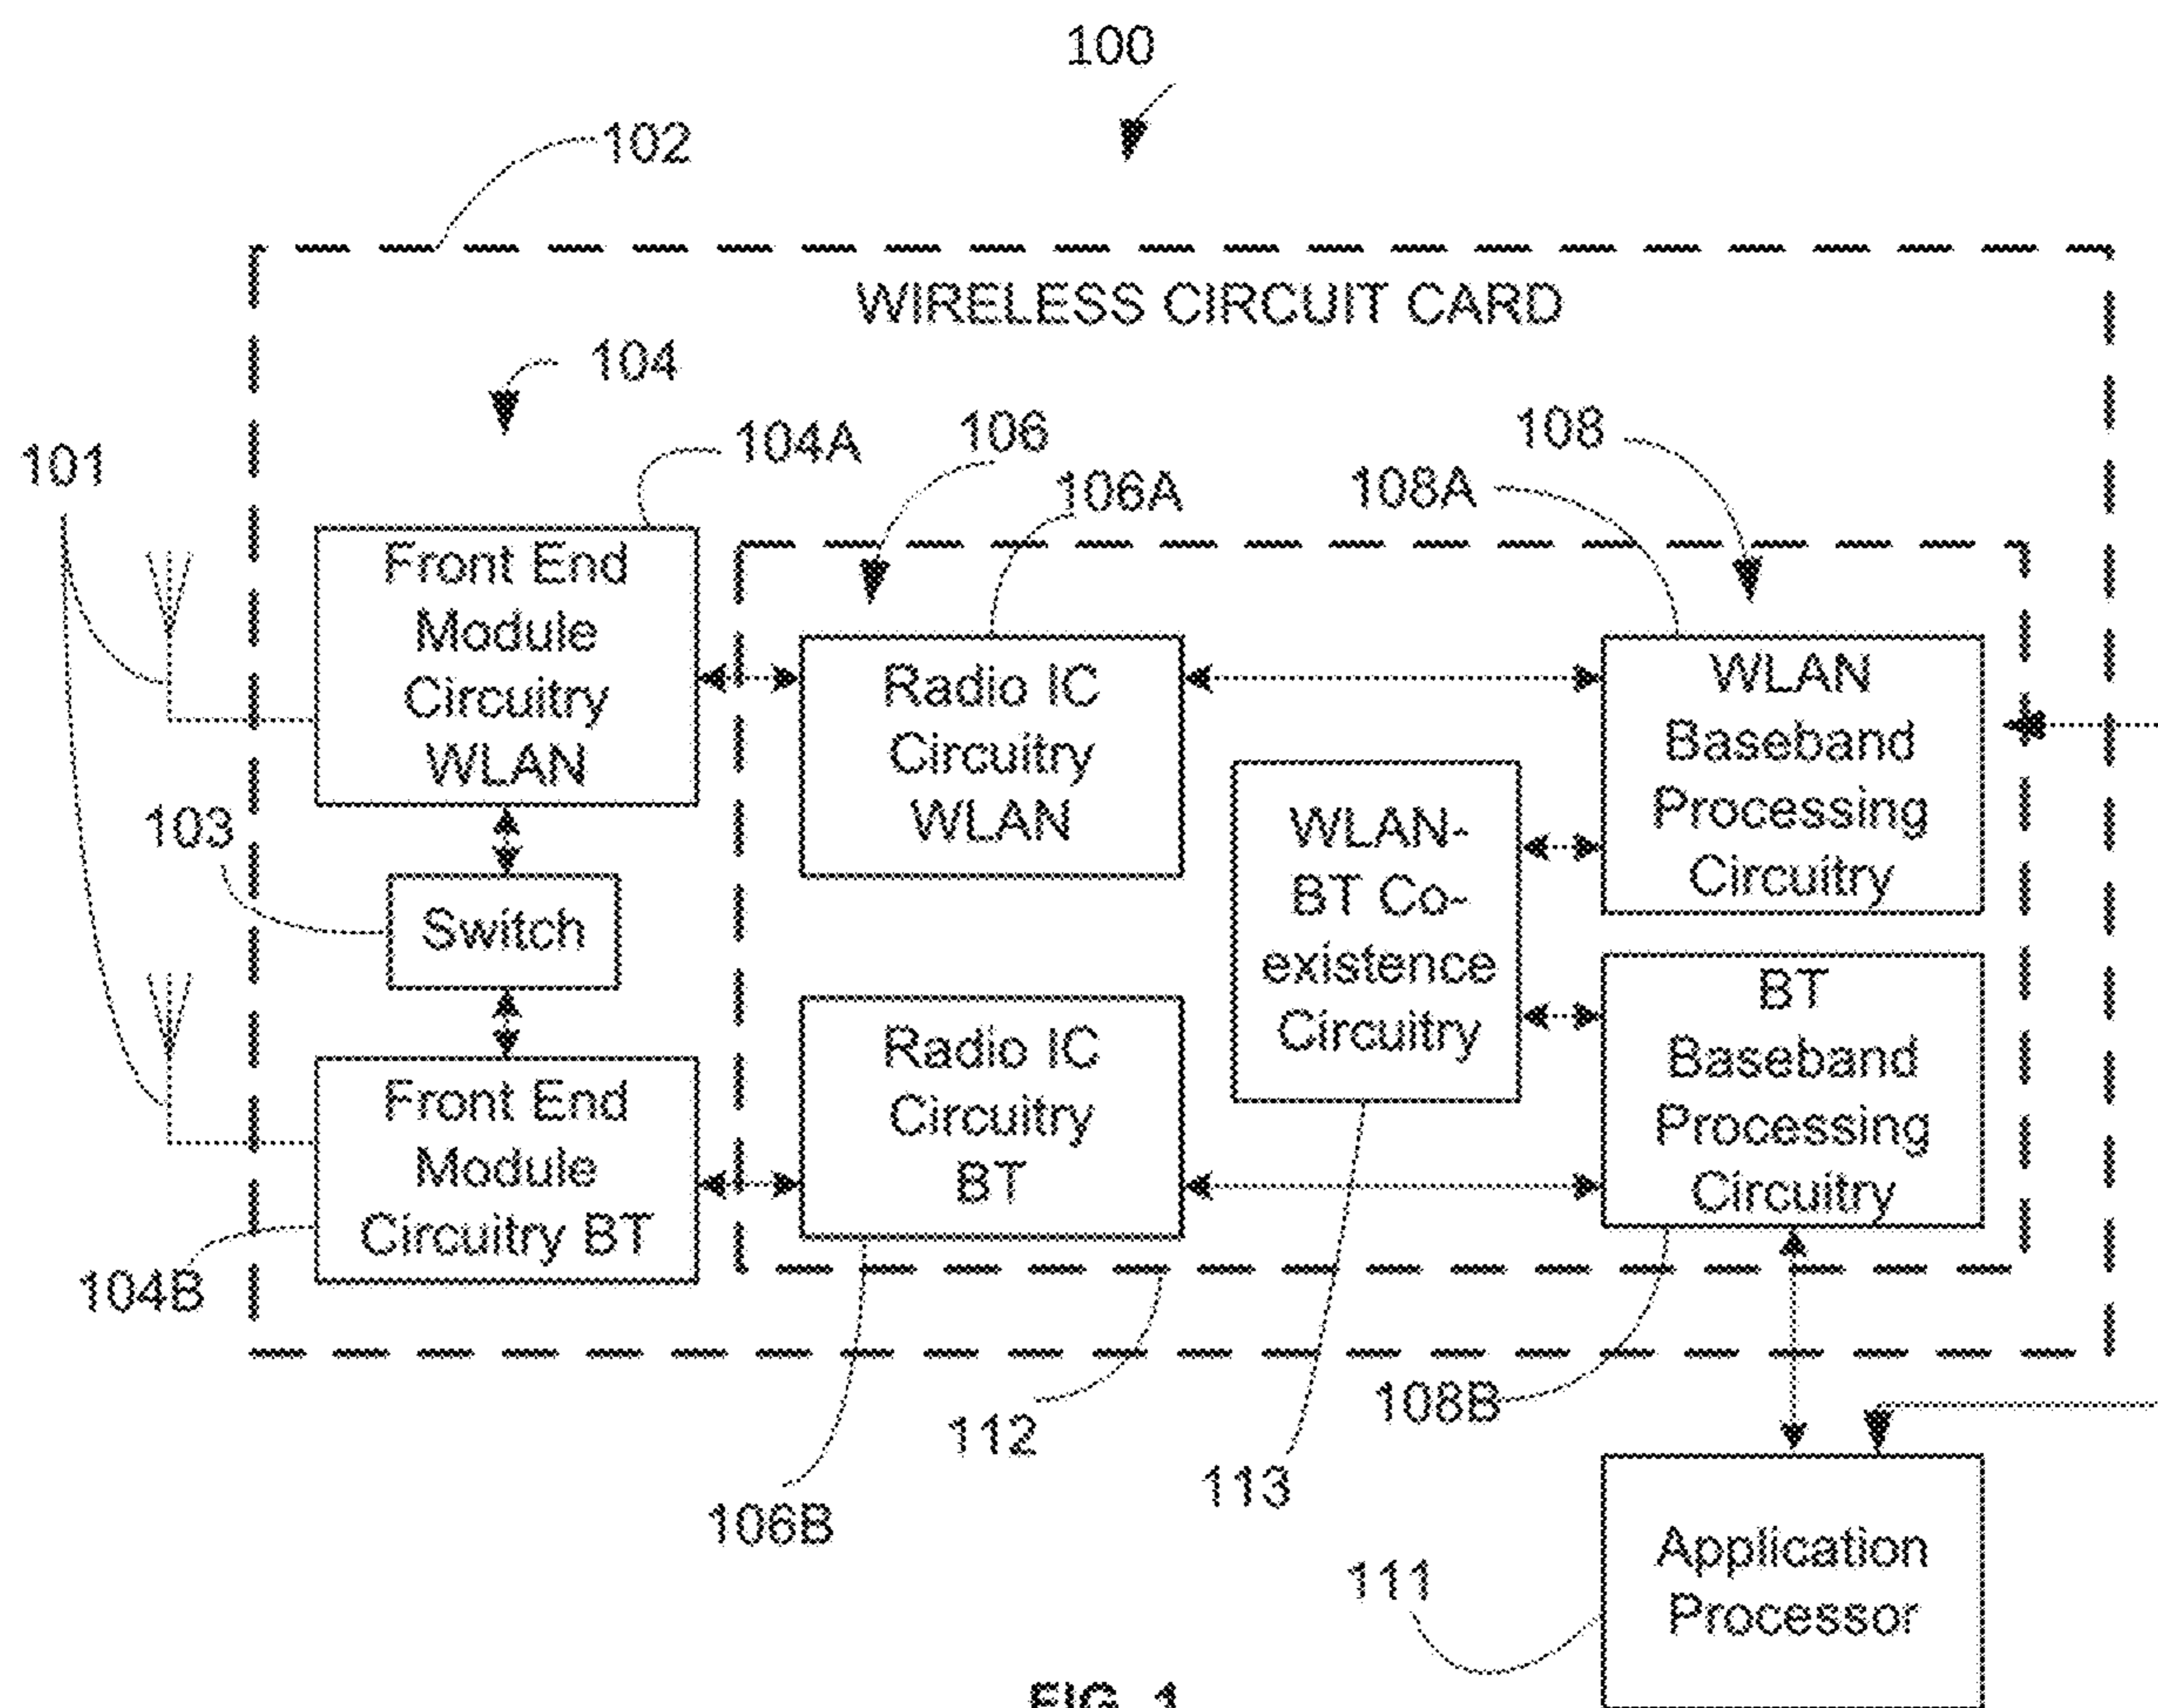 100
102
WIRELESS CIRCUIT CARD
104
101
104A
106
106A
108
108A
Front End
Module
Circuitry
WLAN
Radio IC
Circuitry
WLAN
WLAN
Baseband
Processing
Circuitry
103
Switch
WLAN-
BT Co-
existence
Circuitry
Front End
Module
Circuitry BT
Radio IC
Circuitry
BT
BT
Baseband
Processing
Circuitry
104B
112
108B
113
106B
111
Application
Processor
FIG. 1